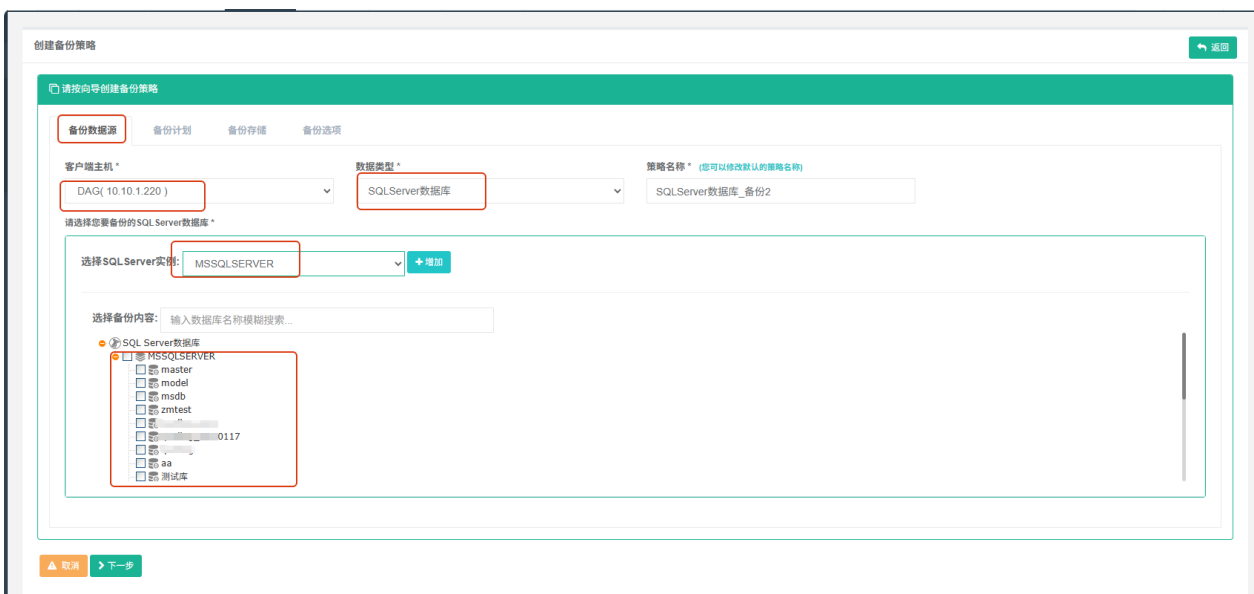 创建备份策略
返回
请按向导创建备份策略
备份数据源 备份计划 备份存储 备份选项
客户端主机 * 数据类型 * 策略名称 * (您可以修改默认的策略名称)
DAG( 10.10.1.220 ) SQLServer数据库 SQLServer数据库_备份2
请选择您要备份的SQLServer数据库 *
选择SQLServer实例: MSSQLSERVER +增加
选择备份内容: 输入数据库名称模糊搜索...
SQL Server数据库
MSSQLSERVER
master
model
msdb
zmtest
0117
aa
测试库
取消 下一步